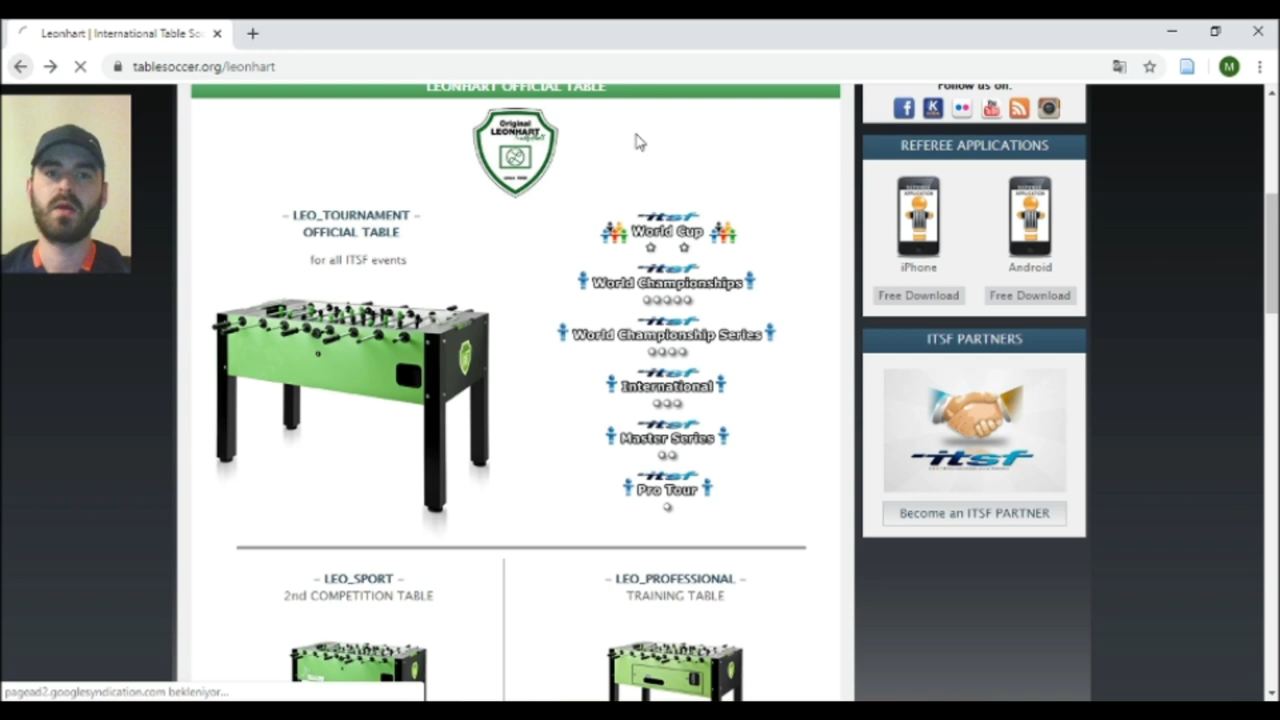 Leonhart | International Table So
tablesoccer.org/leonhart
M
LEONHART OFFICIAL TABLE
Original
LEONHART
– LEO_TOURNAMENT –
OFFICIAL TABLE
for all ITSF events
itsf
World Cup
itsf
World Championships
itsf
World Championship Series
itsf
International
itsf
Master Series
itsf
Pro Tour
– LEO_SPORT –
2nd COMPETITION TABLE
– LEO_PROFESSIONAL –
TRAINING TABLE
Follow us on:
REFEREE APPLICATIONS
iPhone
Android
Free Download
Free Download
ITSF PARTNERS
itsf
Become an ITSF PARTNER
pagead2.googlesyndication.com bekleniyor...